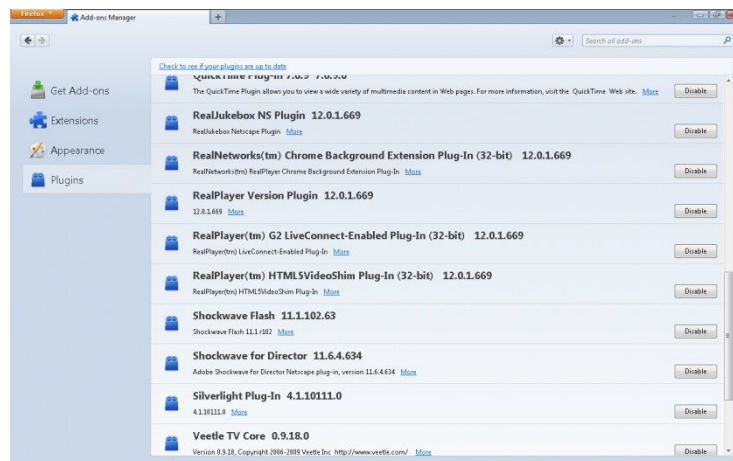 Firefox
Add-ons Manager
+
Search all add-ons
Check to see if your plugins are up to date
Get Add-ons
Extensions
Appearance
Plugins
QuickTime Plug-in 7.6.9 7.6.9.0
The QuickTime Plugin allows you to view a wide variety of multimedia content in Web pages. For more information, visit the QuickTime Web site. More Disable
RealJukebox NS Plugin 12.0.1.669
RealJukebox Netscape Plugin More Disable
RealNetworks(tm) Chrome Background Extension Plug-In (32-bit) 12.0.1.669
RealNetworks(tm) RealPlayer Chrome Background Extension Plug-In More Disable
RealPlayer Version Plugin 12.0.1.669
12.0.1.669 More Disable
RealPlayer(tm) G2 LiveConnect-Enabled Plug-In (32-bit) 12.0.1.669
RealPlayer(tm) LiveConnect-Enabled Plug-In More Disable
RealPlayer(tm) HTML5VideoShim Plug-In (32-bit) 12.0.1.669
RealPlayer(tm) HTML5VideoShim Plug-In More Disable
Shockwave Flash 11.1.102.63
Shockwave Flash 11.1 r102 More Disable
Shockwave for Director 11.6.4.634
Adobe Shockwave for Director Netscape plug-in, version 11.6.4.634 More Disable
Silverlight Plug-In 4.1.10111.0
4.1.10111.0 More Disable
Veetle TV Core 0.9.18.0
Version 0.9.18, Copyright 2006-2009 Veetle Inc http://www.veetle.com/ More Disable